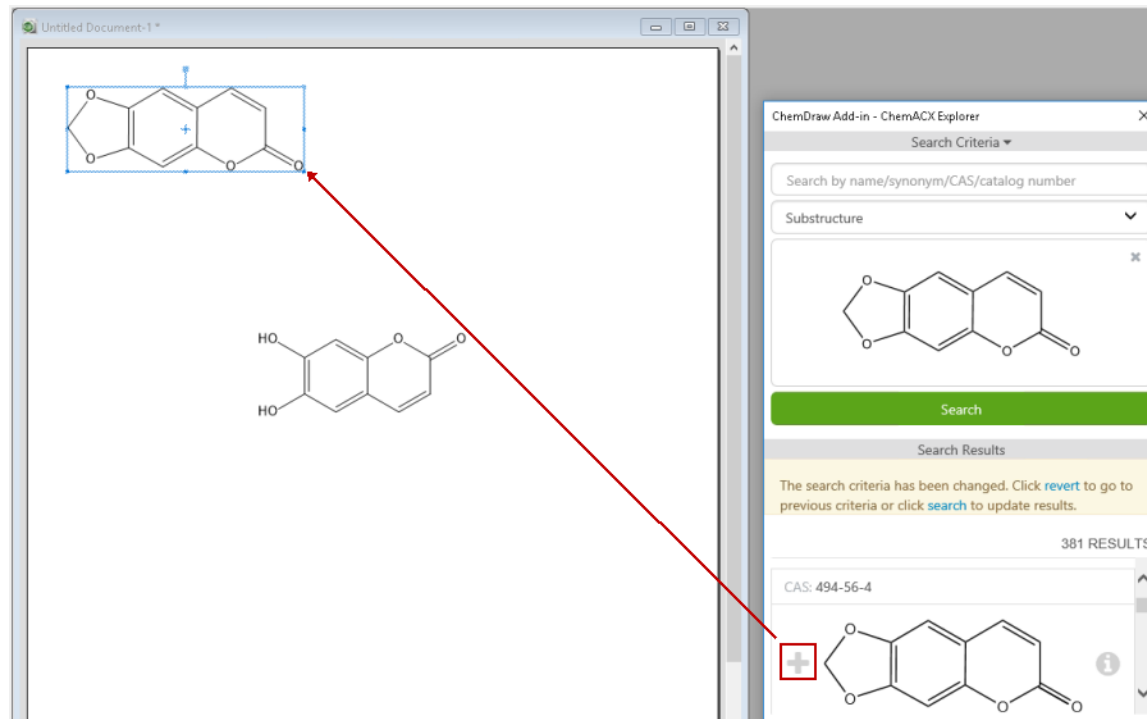 Untitled Document-1 *
O
O
O
O
HO
HO
O
O
ChemDraw Add-in - ChemACX Explorer
Search Criteria
Search by name/synonym/CAS/catalog number
Substructure
O
O
O
O
Search
Search Results
The search criteria has been changed. Click revert to go to
previous criteria or click search to update results.
381 RESULTS
CAS: 494-56-4
O
O
O
O